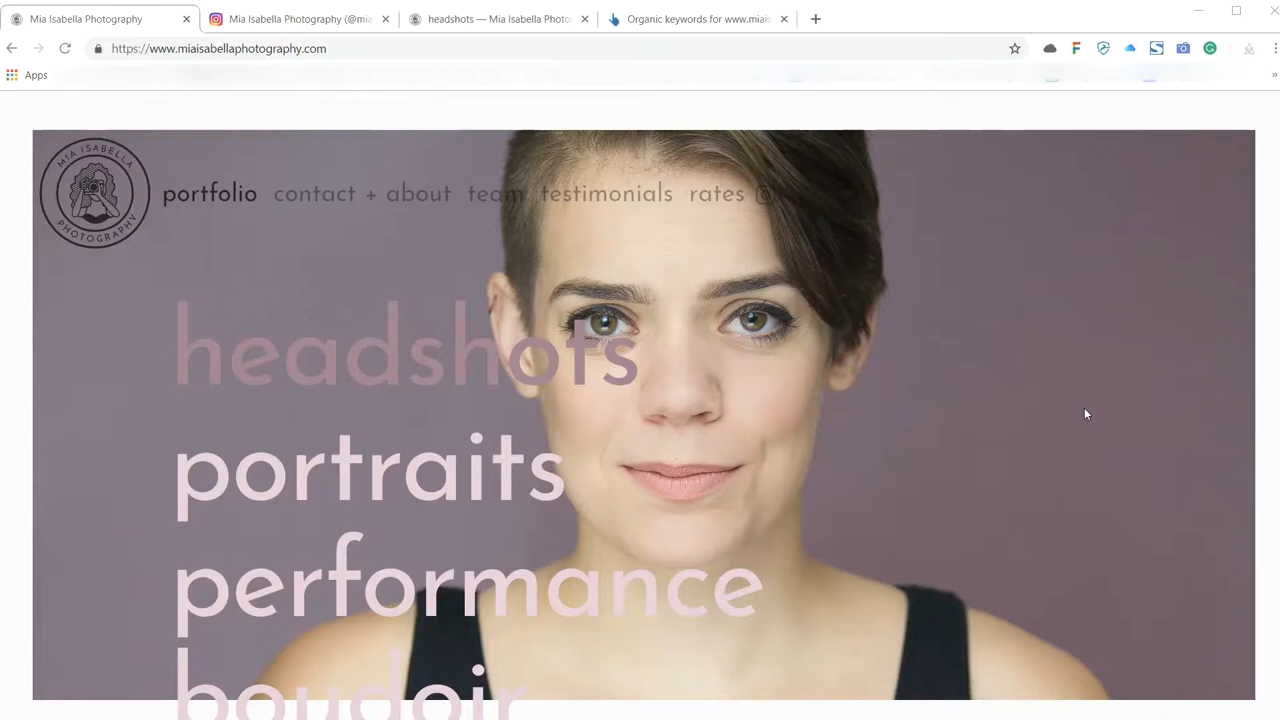 Mia Isabella Photography
Mia Isabella Photography (@mia
headshots — Mia Isabella Photo
Organic keywords for www.miais
https://www.miaisabellaphotography.com
Apps
MIA ISABELLA
PHOTOGRAPHY
portfolio contact + about team testimonials rates
headshots
portraits
performance
boudoir